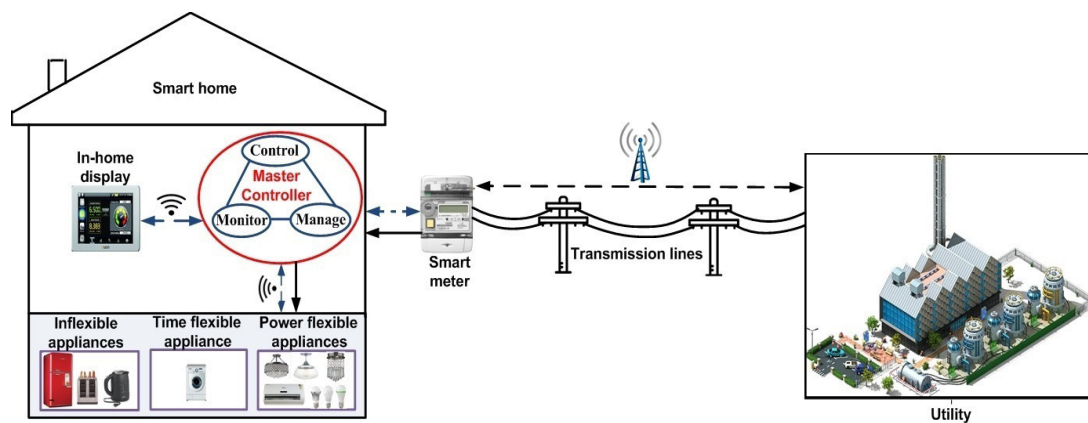 Smart home
In-home
display
Control
Master
Controller
Monitor
Manage
Smart
meter
Transmission lines
Inflexible
appliances
Time flexible
appliance
Power flexible
appliances
Utility